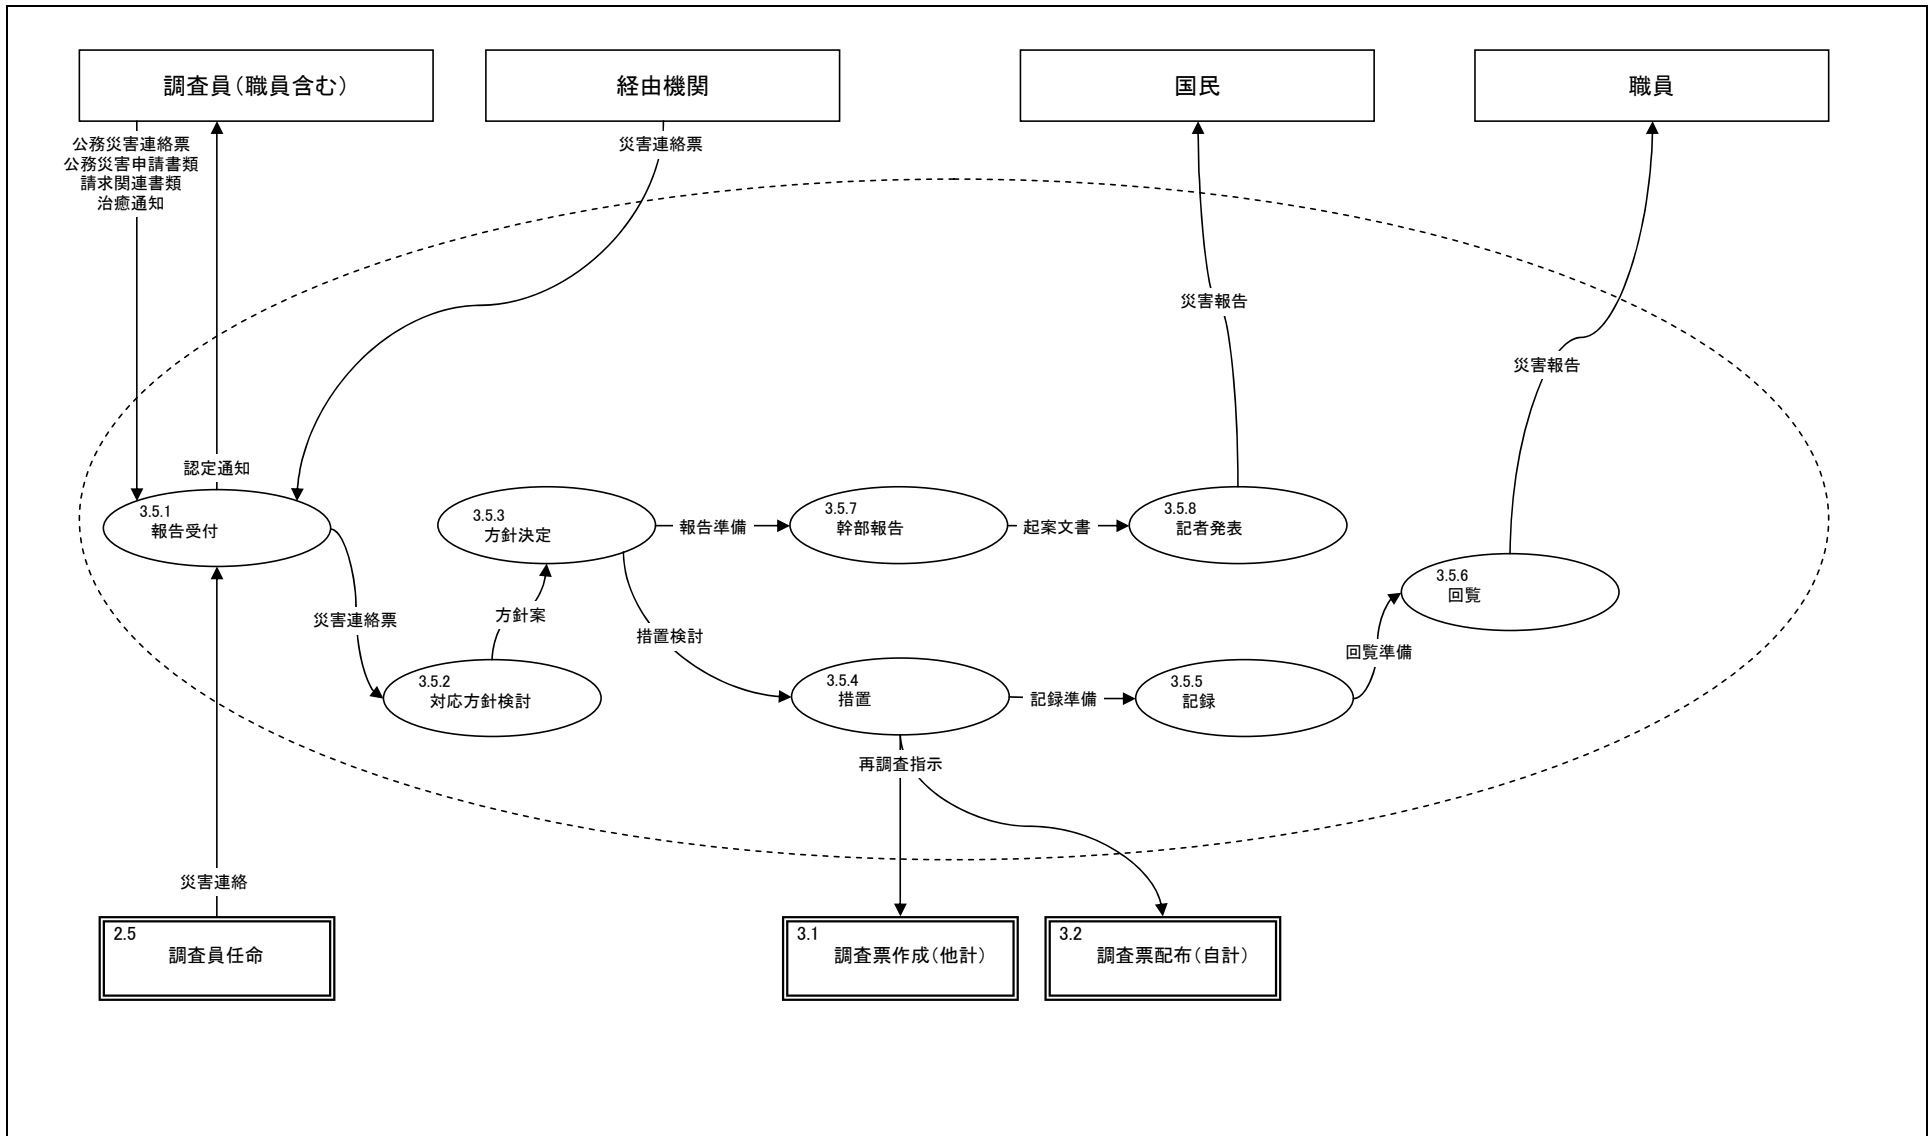 調査員（職員含む）
経由機関
国民
職員
公務災害連絡票
公務災害申請書類
請求関連書類
治癒通知
災害連絡票
災害報告
災害報告
認定通知
3.5.1
報告受付
3.5.3
方針決定
報告準備
3.5.7
幹部報告
起案文書
3.5.8
記者発表
3.5.6
回覧
災害連絡票
方針案
措置検討
回覧準備
3.5.2
対応方針検討
3.5.4
措置
記録準備
3.5.5
記録
再調査指示
災害連絡
2.5
調査員任命
3.1
調査票作成（他計）
3.2
調査票配布（自計）